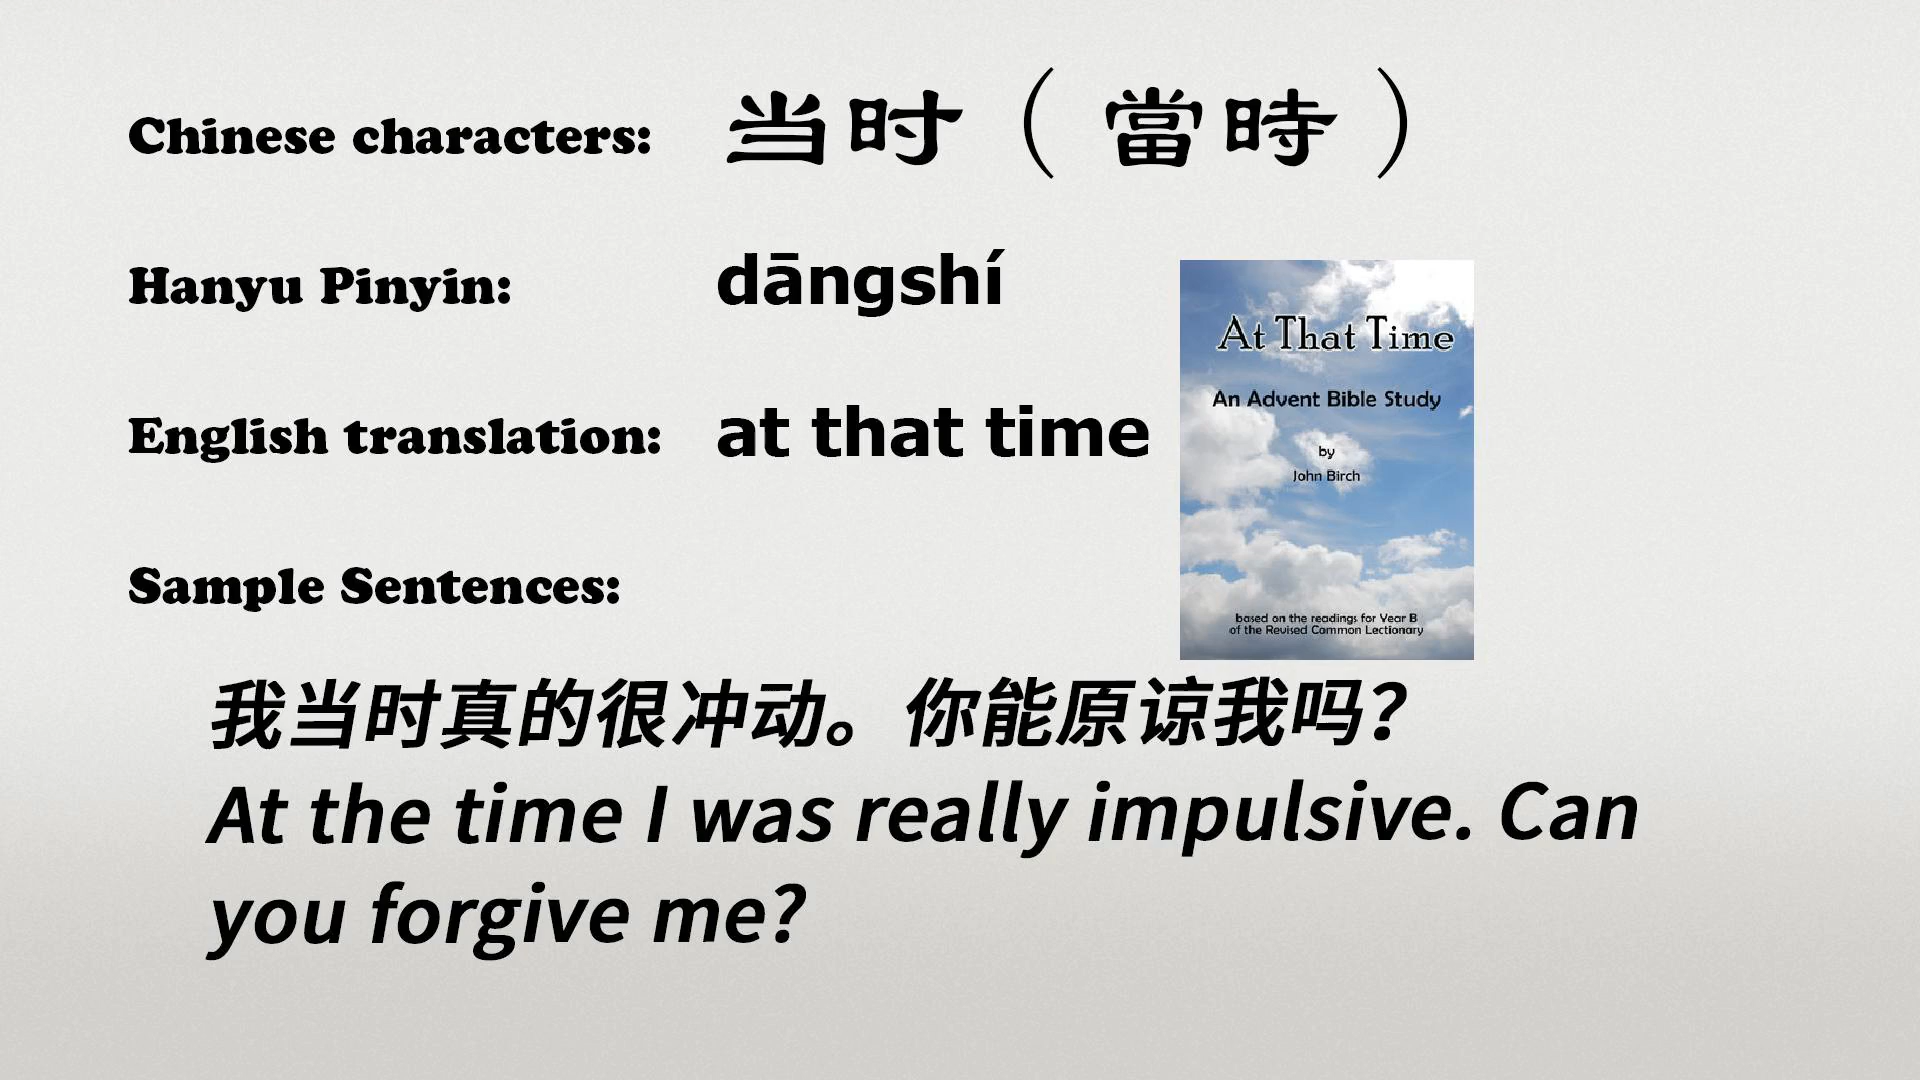 Chinese characters: 当时（當時）
Hanyu Pinyin: dāngshí
English translation: at that time
At That Time
An Advent Bible Study
by
John Birch
based on the readings for Year B
of the Revised Common Lectionary
Sample Sentences:
我当时真的很冲动。你能原谅我吗？
At the time I was really impulsive. Can
you forgive me?